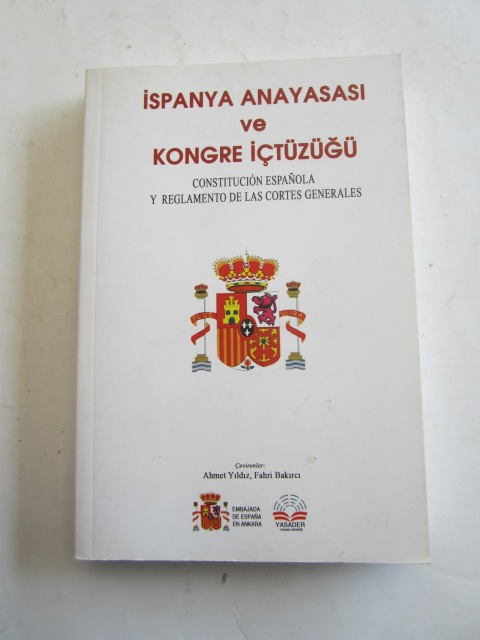 İSPANYA ANAYASASI
ve
KONGRE İÇTÜZÜĞÜ
CONSTITUCIÓN ESPAÑOLA
Y REGLAMENTO DE LAS CORTES GENERALES
Çevirenler:
Ahmet Yıldız, Fahri Bakırcı
EMBAJADA
DE ESPAÑA
EN ANKARA
YASADER